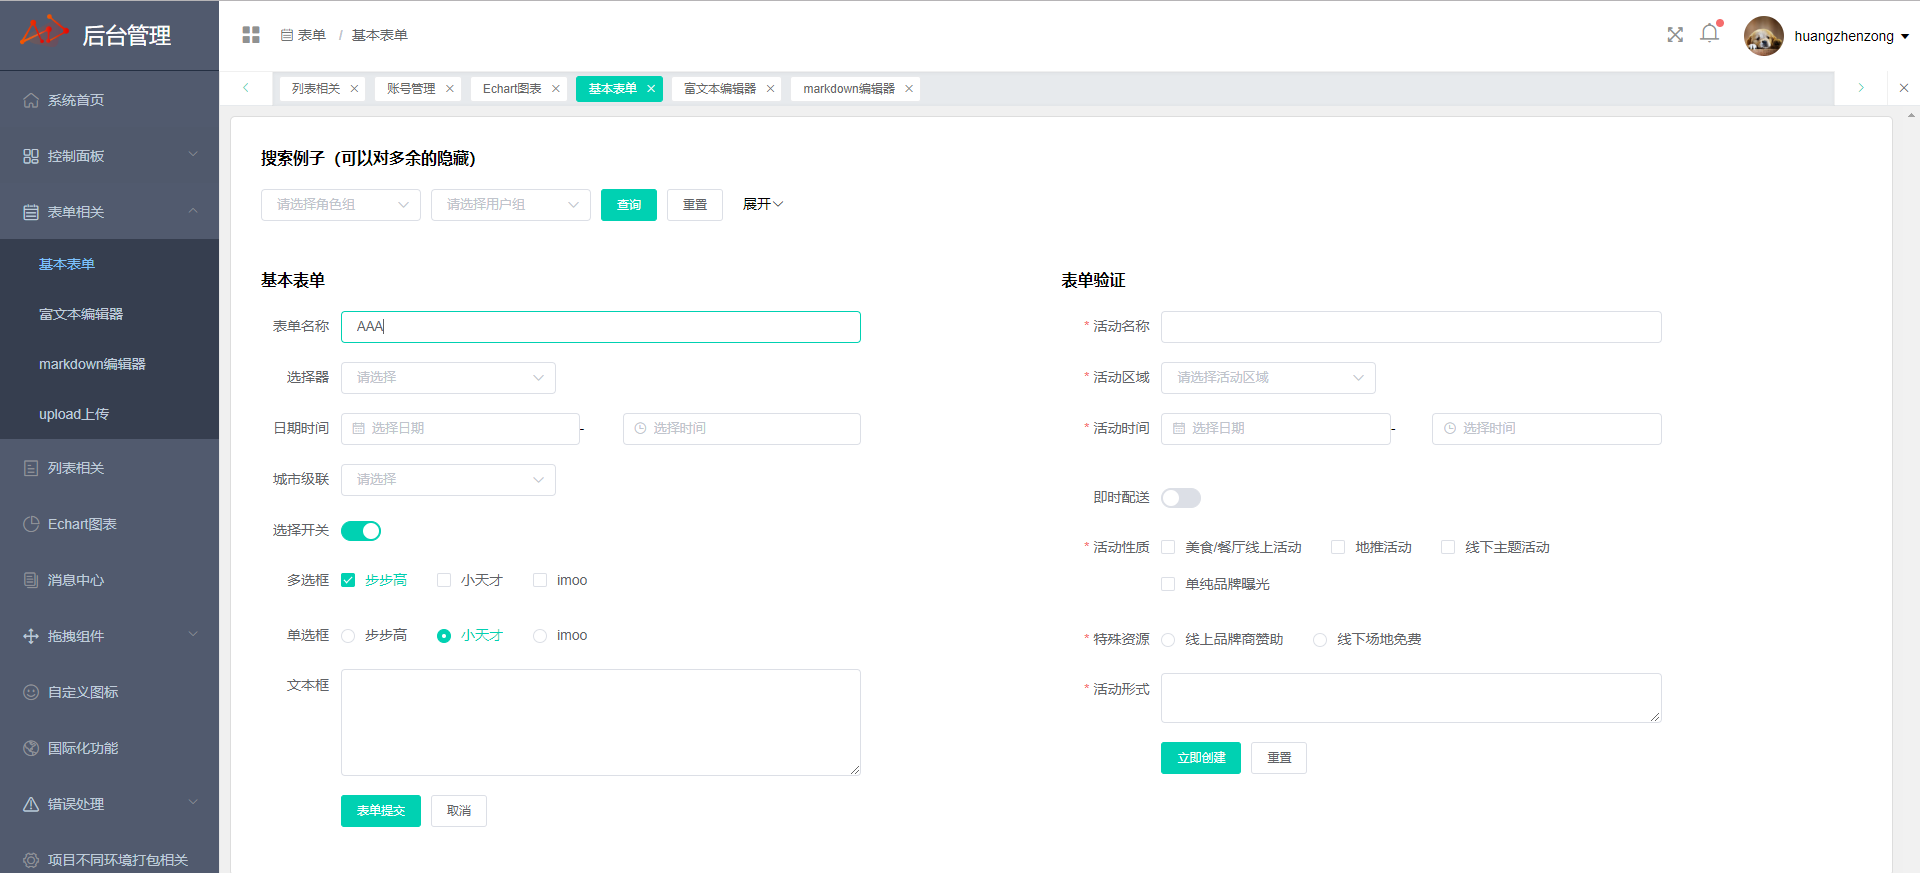 后台管理
表单 / 基本表单
huangzhenzong
列表相关
账号管理
Echart图表
基本表单
富文本编辑器
markdown编辑器
系统首页
控制面板
表单相关
基本表单
富文本编辑器
markdown编辑器
upload上传
列表相关
Echart图表
消息中心
拖拽组件
自定义图标
国际化功能
错误处理
项目不同环境打包相关
搜索例子（可以对多余的隐藏）
请选择角色组 请选择用户组 查询 重置 展开
基本表单
表单名称 AAA
选择器 请选择
日期时间 选择日期 - 选择时间
城市级联 请选择
选择开关
多选框 步步高 小天才 imoo
单选框 步步高 小天才 imoo
文本框
表单提交 取消
表单验证
* 活动名称
* 活动区域 请选择活动区域
* 活动时间 选择日期 - 选择时间
即时配送
* 活动性质 美食/餐厅线上活动 地推活动 线下主题活动
单纯品牌曝光
* 特殊资源 线上品牌商赞助 线下场地免费
* 活动形式
立即创建 重置